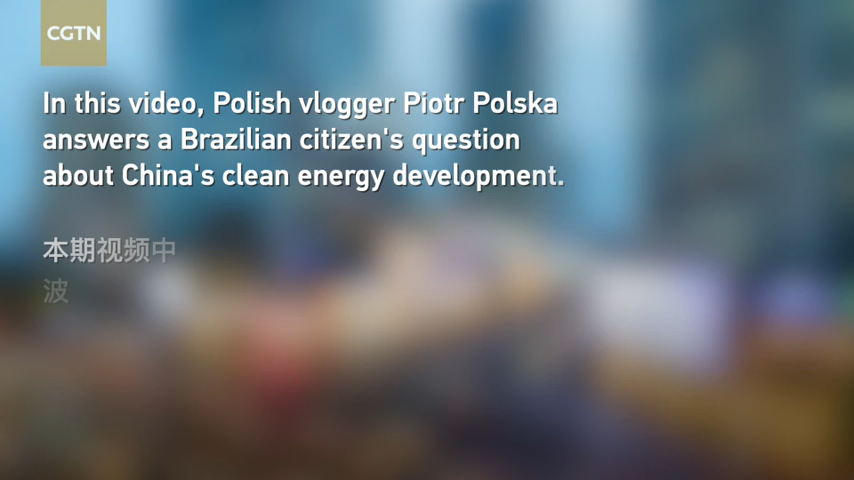 CGTN
In this video, Polish vlogger Piotr Polska
answers a Brazilian citizen's question
about China's clean energy development.
本期视频中
波